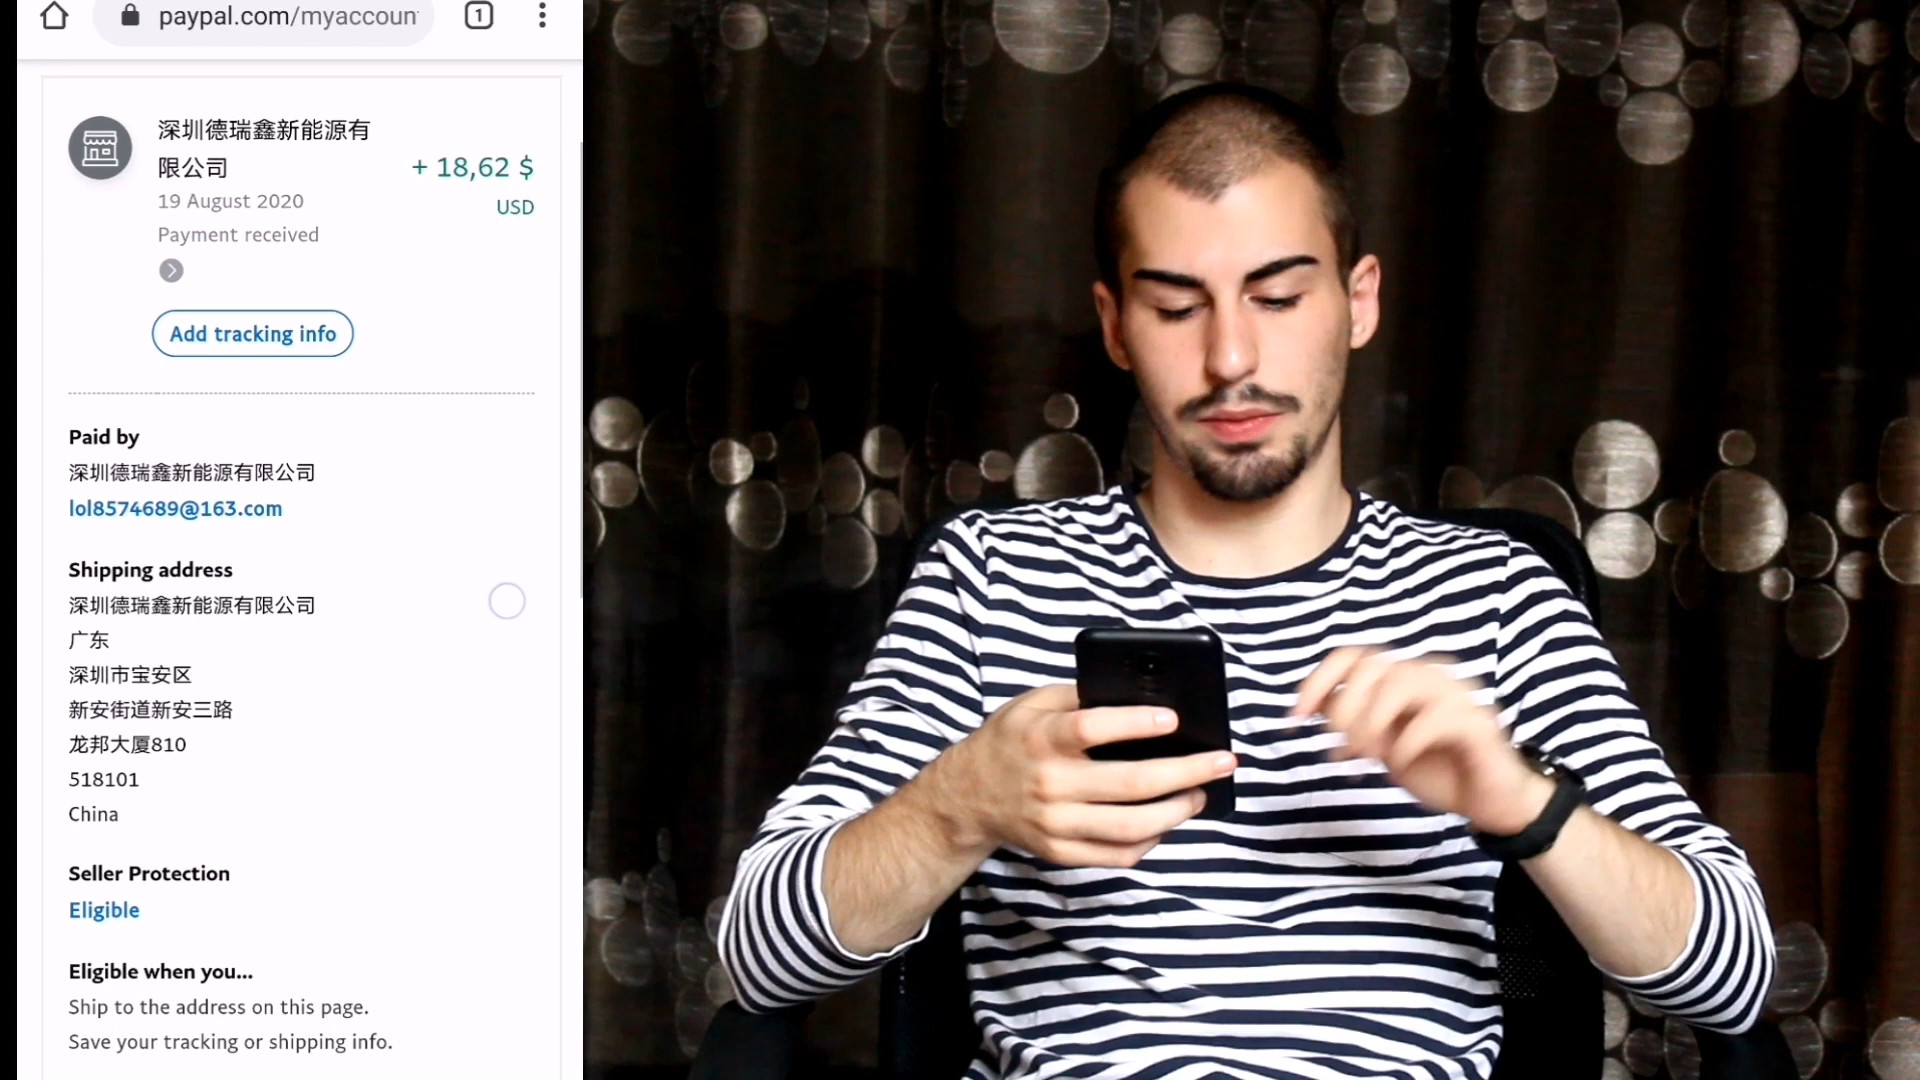 paypal.com/myaccoun
1
深圳德瑞鑫新能源有
限公司
+ 18,62 $
19 August 2020
USD
Payment received
Add tracking info
Paid by
深圳德瑞鑫新能源有限公司
lol8574689@163.com
Shipping address
深圳德瑞鑫新能源有限公司
广东
深圳市宝安区
新安街道新安三路
龙邦大厦810
518101
China
Seller Protection
Eligible
Eligible when you...
Ship to the address on this page.
Save your tracking or shipping info.